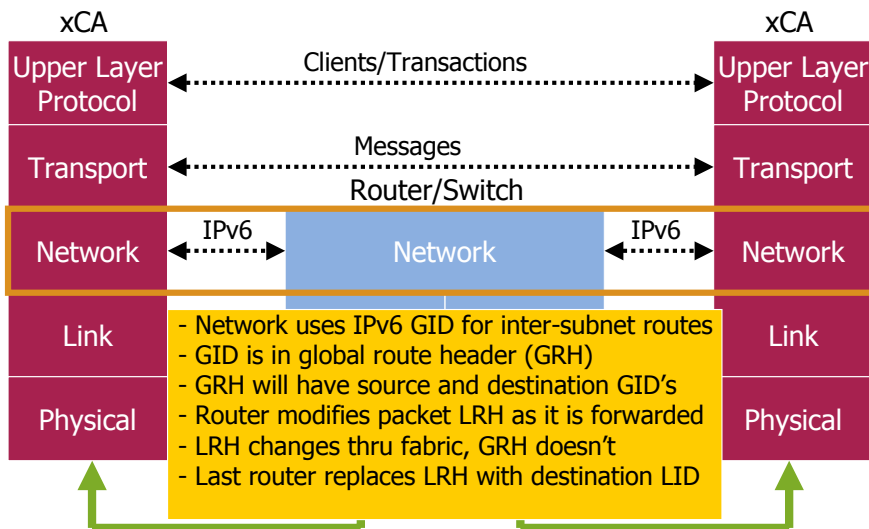 xCA
xCA
Upper Layer
Protocol
Clients/Transactions
Upper Layer
Protocol
Transport
Messages
Transport
Router/Switch
Network
IPv6
Network
IPv6
Network
Link
Link
Physical
Physical
- Network uses IPv6 GID for inter-subnet routes
- GID is in global route header (GRH)
- GRH will have source and destination GID's
- Router modifies packet LRH as it is forwarded
- LRH changes thru fabric, GRH doesn't
- Last router replaces LRH with destination LID